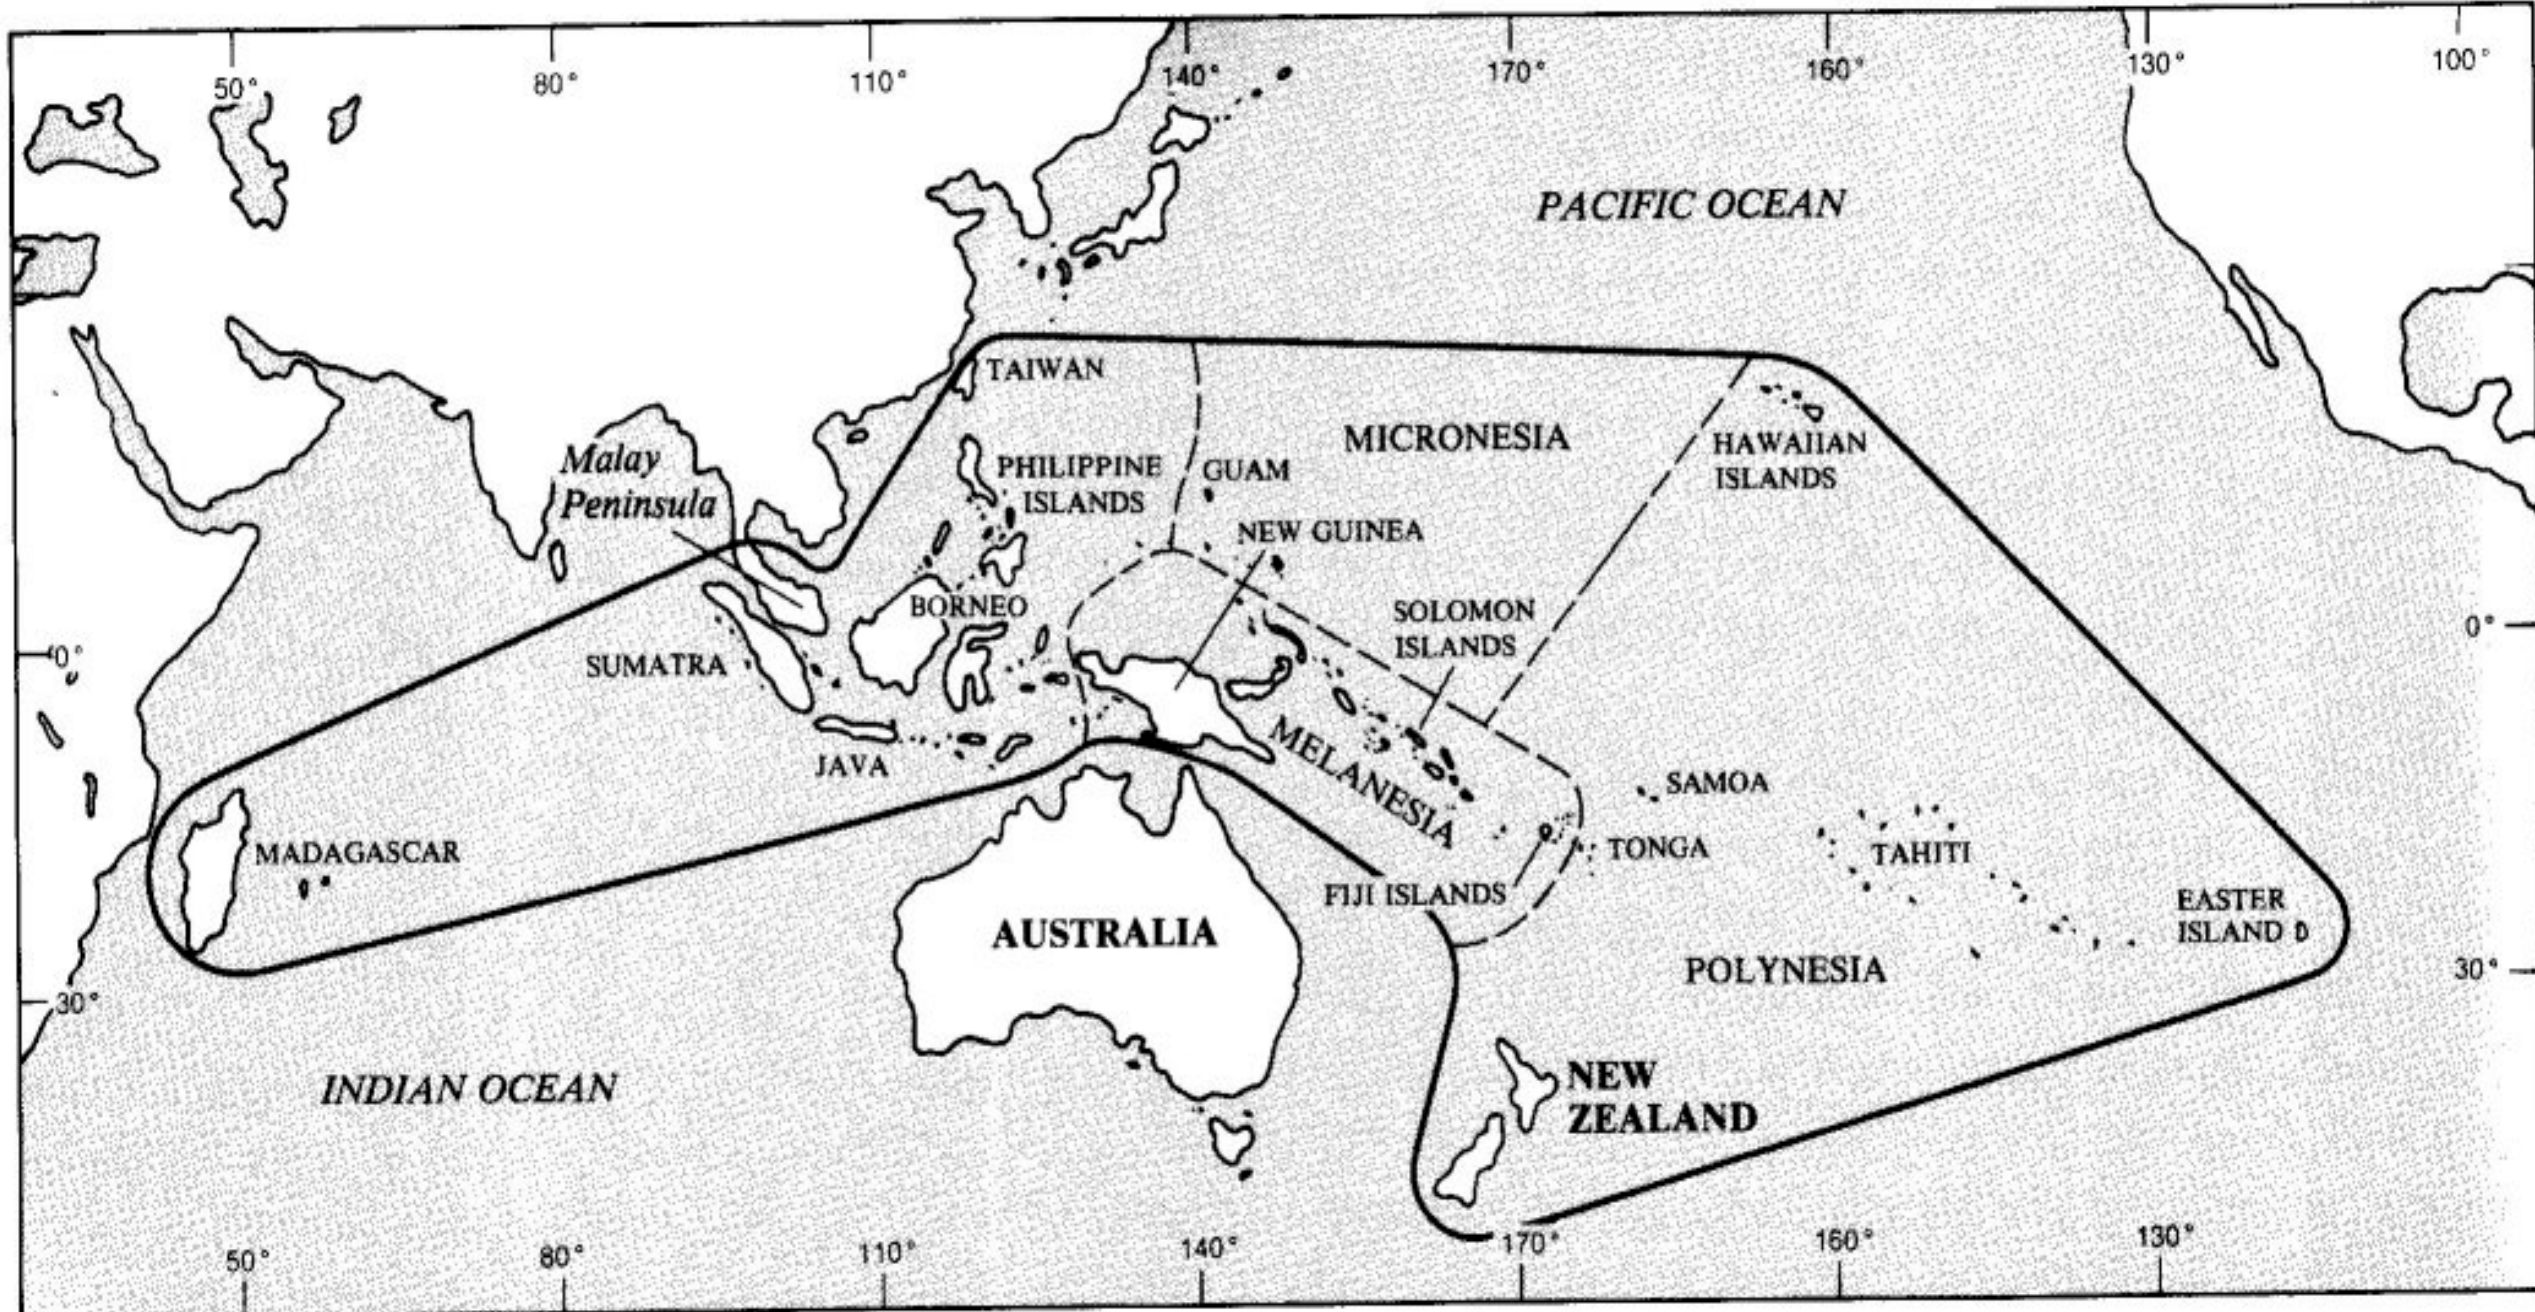 50°
80°
110°
140°
170°
160°
130°
100°
PACIFIC OCEAN
TAIWAN
MICRONESIA
HAWAIIAN
ISLANDS
Malay
Peninsula
PHILIPPINE
ISLANDS
GUAM
NEW GUINEA
BORNEO
SOLOMON
ISLANDS
0°
0°
SUMATRA
JAVA
MELANESIA
SAMOA
MADAGASCAR
TONGA
TAHITI
FIJI ISLANDS
EASTER
ISLAND
AUSTRALIA
POLYNESIA
30°
30°
INDIAN OCEAN
NEW
ZEALAND
50°
80°
110°
140°
170°
160°
130°